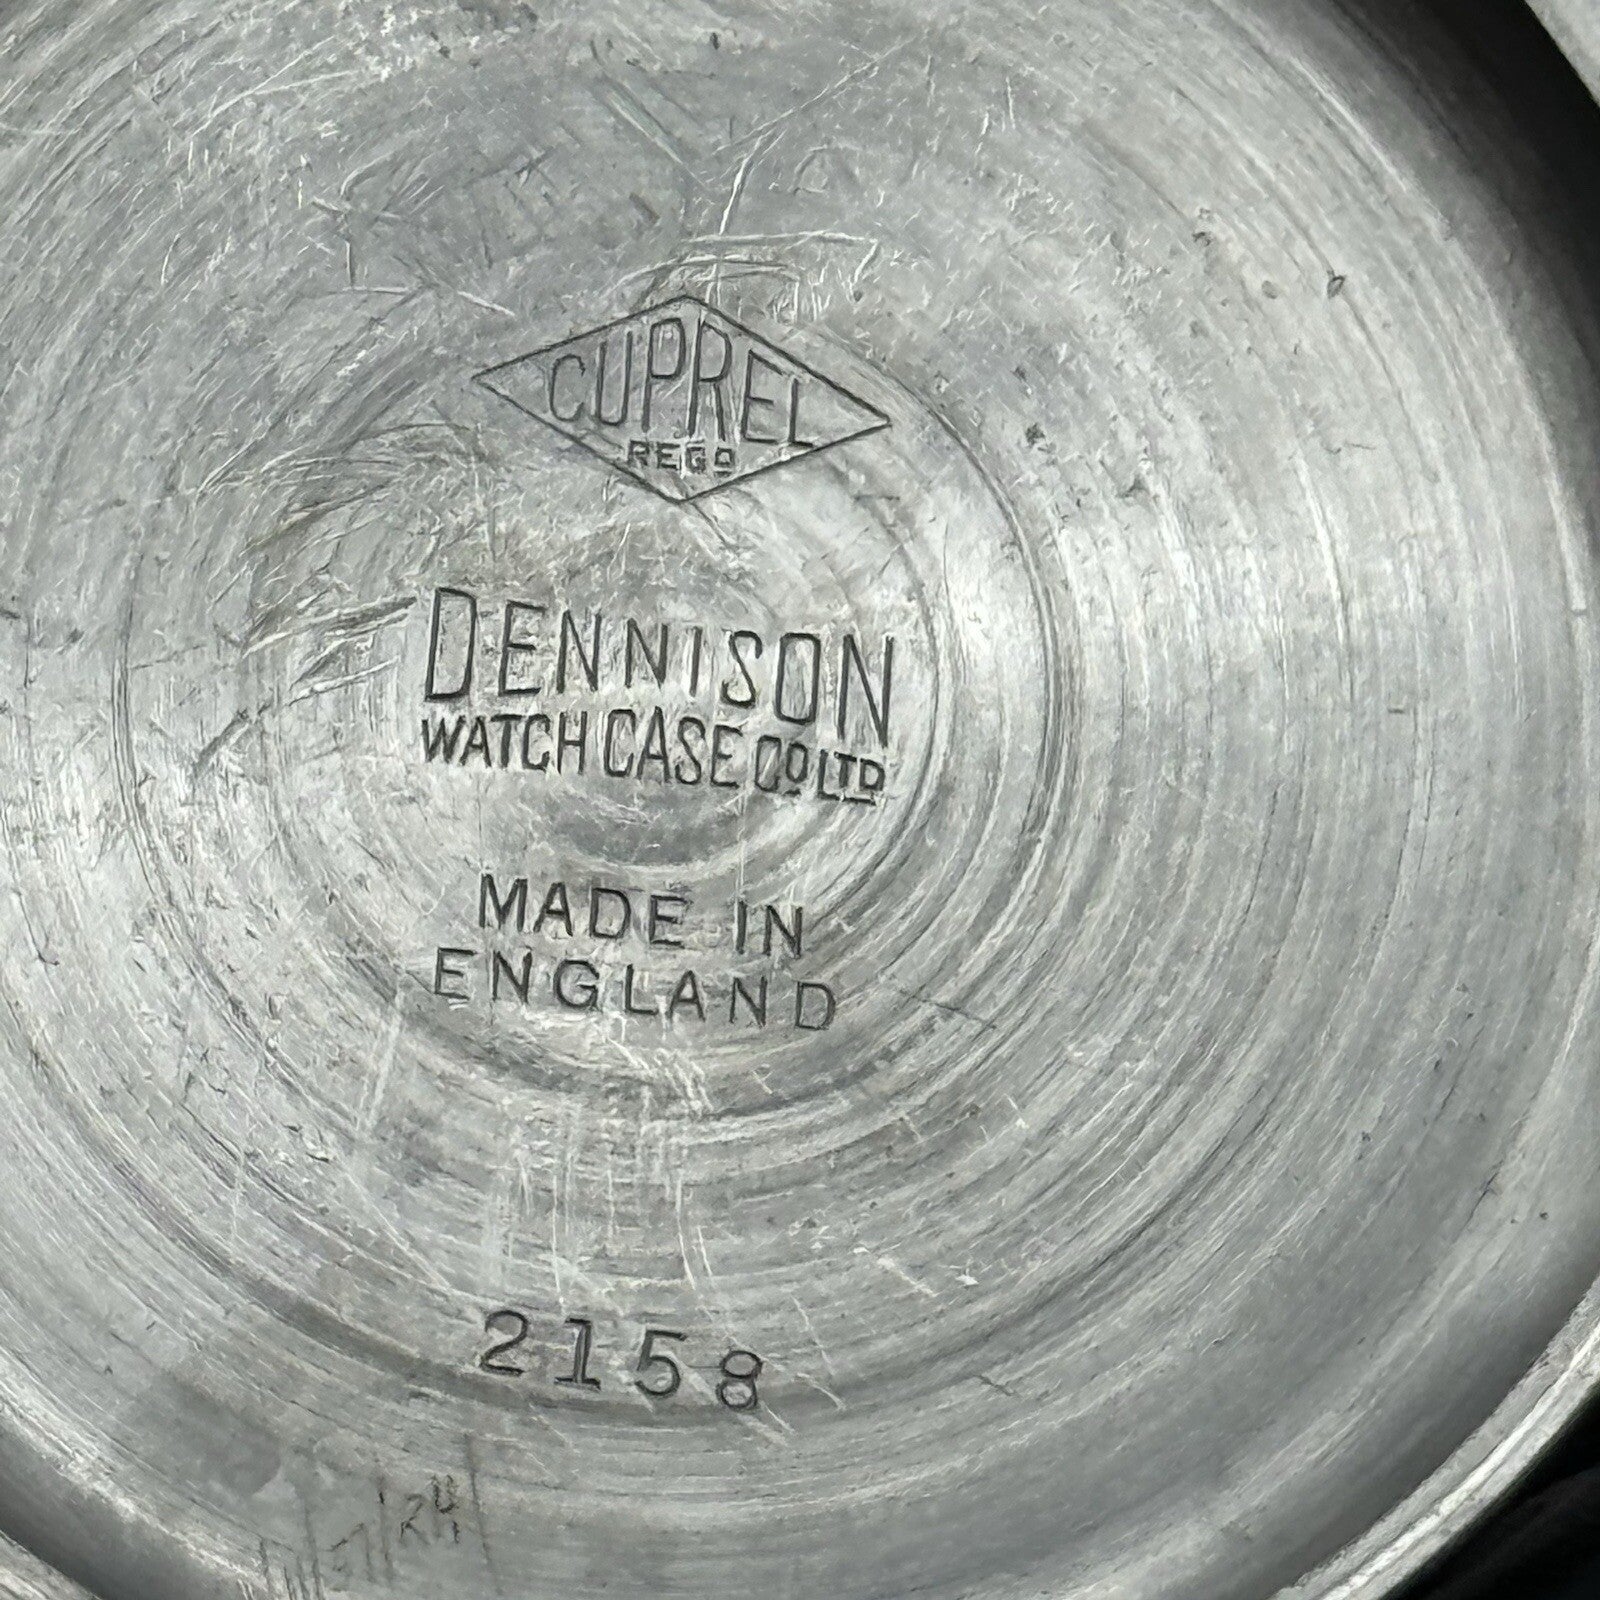 CUPREL
REGD
DENNISON
WATCH CASE CO LTD
MADE IN
ENGLAND
2158